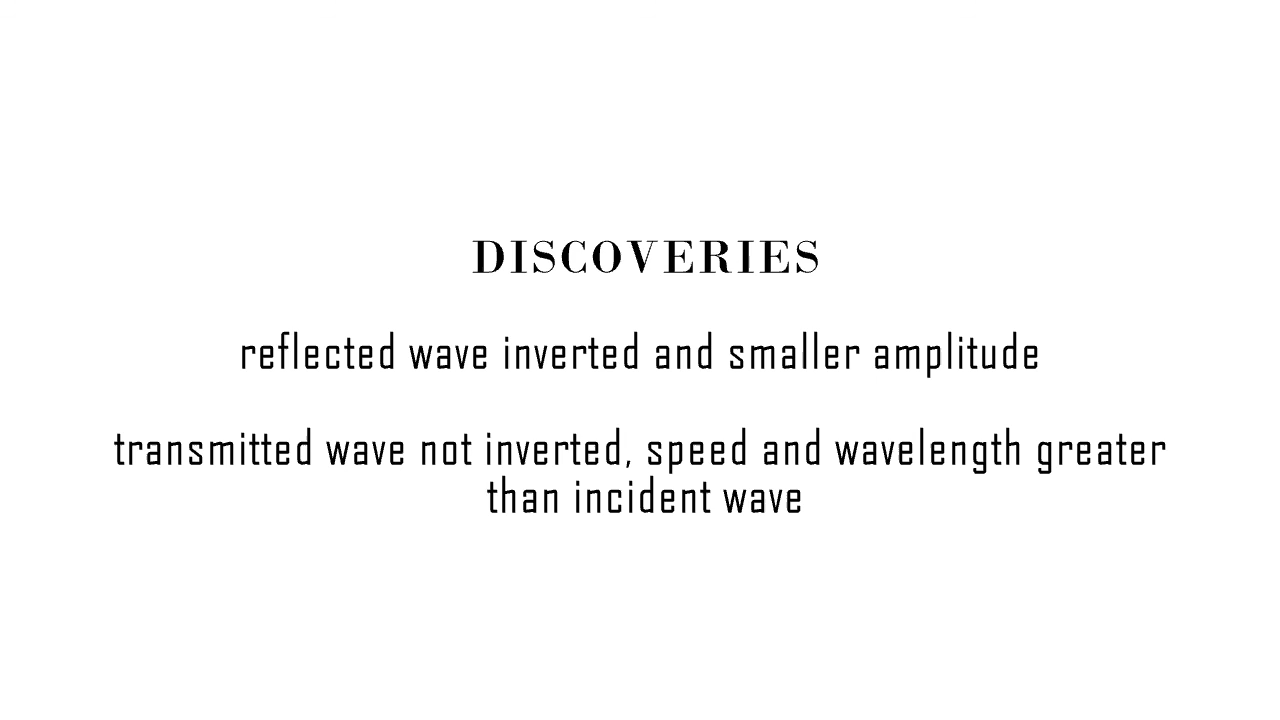 DISCOVERIES
reflected wave inverted and smaller amplitude
transmitted wave not inverted, speed and wavelength greater
than incident wave